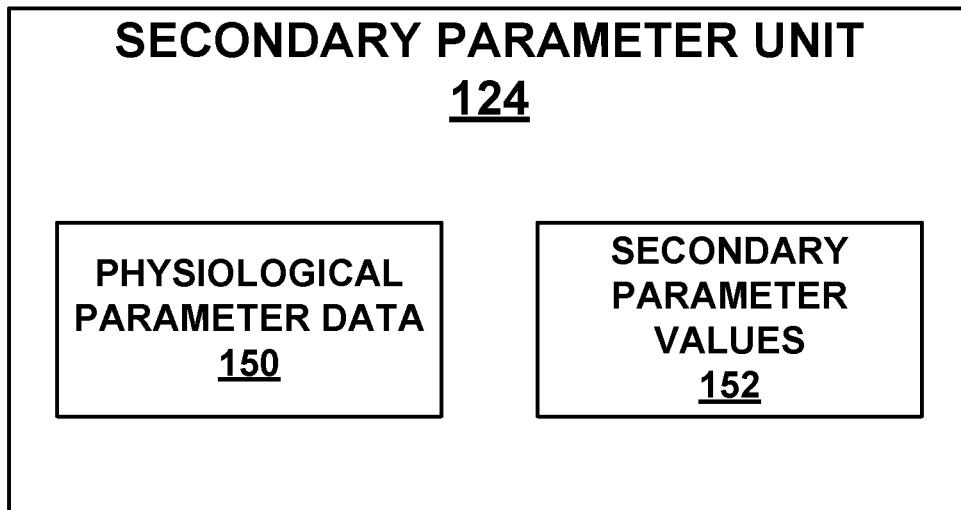 SECONDARY PARAMETER UNIT
124
PHYSIOLOGICAL
PARAMETER DATA
150
SECONDARY
PARAMETER
VALUES
152